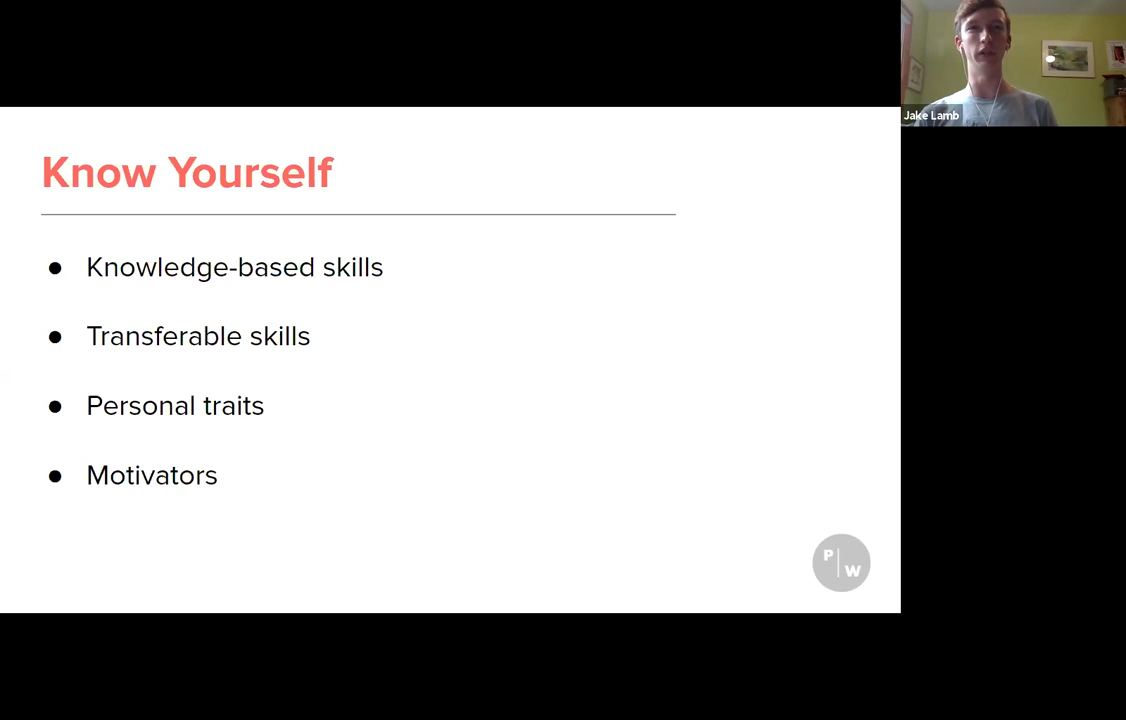 Jake Lamb
Know Yourself
● Knowledge-based skills
● Transferable skills
● Personal traits
● Motivators
P|W